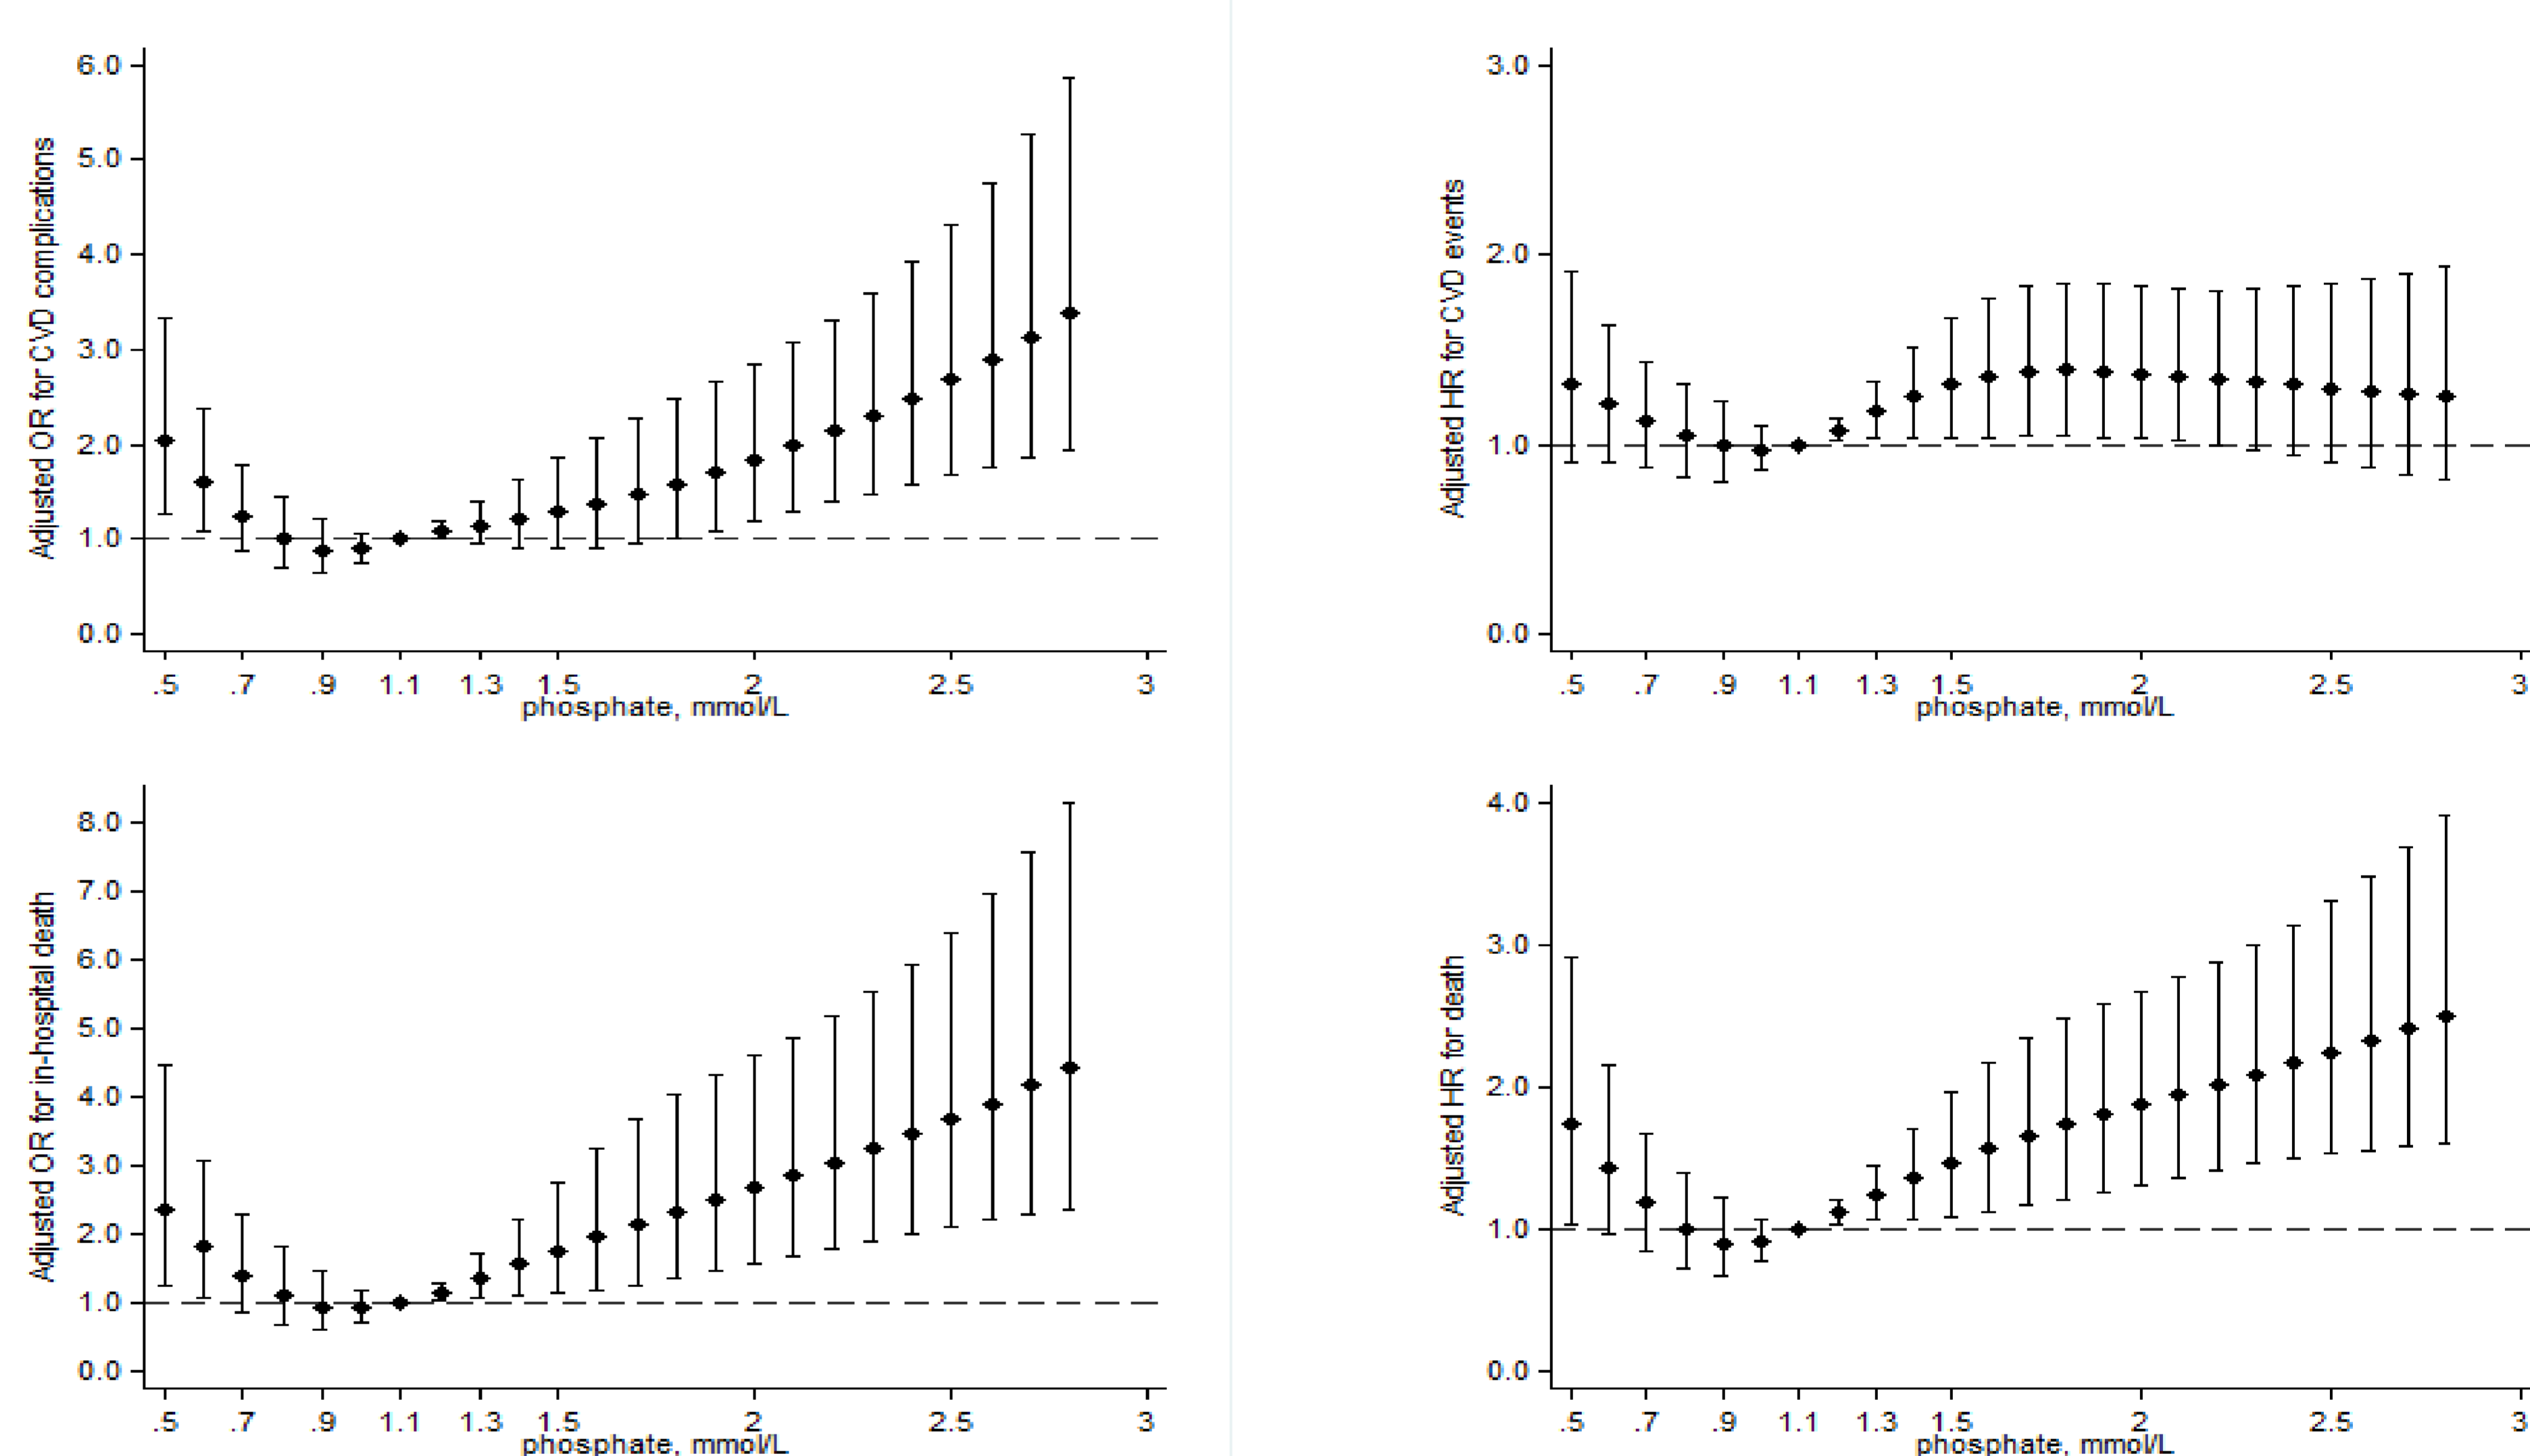 Adjusted OR for CVD complications
6.0
5.0
4.0
3.0
2.0
1.0
0.0
.5 .7 .9 1.1 1.3 1.5 2 2.5 3
phosphate, mmol/L
Adjusted HR for CVD events
3.0
2.0
1.0
0.0
.5 .7 .9 1.1 1.3 1.5 2 2.5 3
phosphate, mmol/L
Adjusted OR for in-hospital death
8.0
7.0
6.0
5.0
4.0
3.0
2.0
1.0
0.0
.5 .7 .9 1.1 1.3 1.5 2 2.5 3
phosphate, mmol/L
Adjusted HR for death
4.0
3.0
2.0
1.0
0.0
.5 .7 .9 1.1 1.3 1.5 2 2.5 3
phosphate, mmol/L